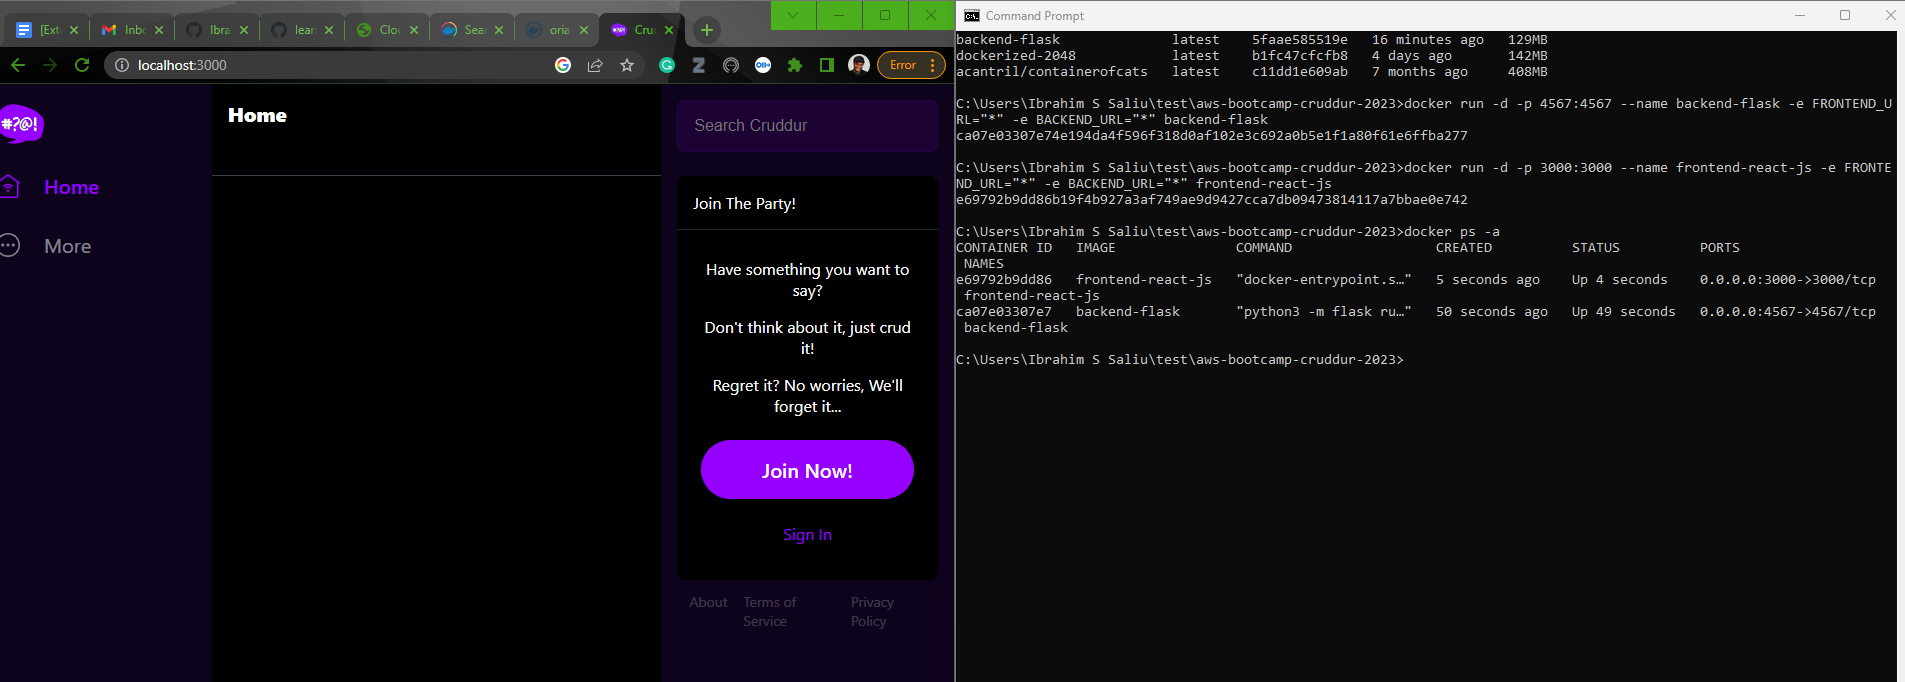 [Ext
Inbo
Ibra
lear
Clou
Sear
oria
Cruc
localhost:3000
Error
#?@!
Home
More
Home
Search Cruddur
Join The Party!
Have something you want to
say?
Don't think about it, just crud
it!
Regret it? No worries, We'll
forget it...
Join Now!
Sign In
About
Terms of
Service
Privacy
Policy
Command Prompt
backend-flask latest 5faae585519e 16 minutes ago 129MB
dockerized-2048 latest b1fc47cfcfb8 4 days ago 142MB
acantril/containerofcats latest c11dd1e609ab 7 months ago 408MB
C:\Users\Ibrahim S Saliu\test\aws-bootcamp-cruddur-2023>docker run -d -p 4567:4567 --name backend-flask -e FRONTEND_U
RL="*" -e BACKEND_URL="*" backend-flask
ca07e03307e74e194da4f596f318d0af102e3c692a0b5e1f1a80f61e6ffba277
C:\Users\Ibrahim S Saliu\test\aws-bootcamp-cruddur-2023>docker run -d -p 3000:3000 --name frontend-react-js -e FRONTE
ND_URL="*" -e BACKEND_URL="*" frontend-react-js
e69792b9dd86b19f4b927a3af749ae9d9427cca7db09473814117a7bbae0e742
C:\Users\Ibrahim S Saliu\test\aws-bootcamp-cruddur-2023>docker ps -a
CONTAINER ID IMAGE COMMAND CREATED STATUS PORTS
NAMES
e69792b9dd86 frontend-react-js "docker-entrypoint.s…" 5 seconds ago Up 4 seconds 0.0.0.0:3000->3000/tcp
frontend-react-js
ca07e03307e7 backend-flask "python3 -m flask ru…" 50 seconds ago Up 49 seconds 0.0.0.0:4567->4567/tcp
backend-flask
C:\Users\Ibrahim S Saliu\test\aws-bootcamp-cruddur-2023>